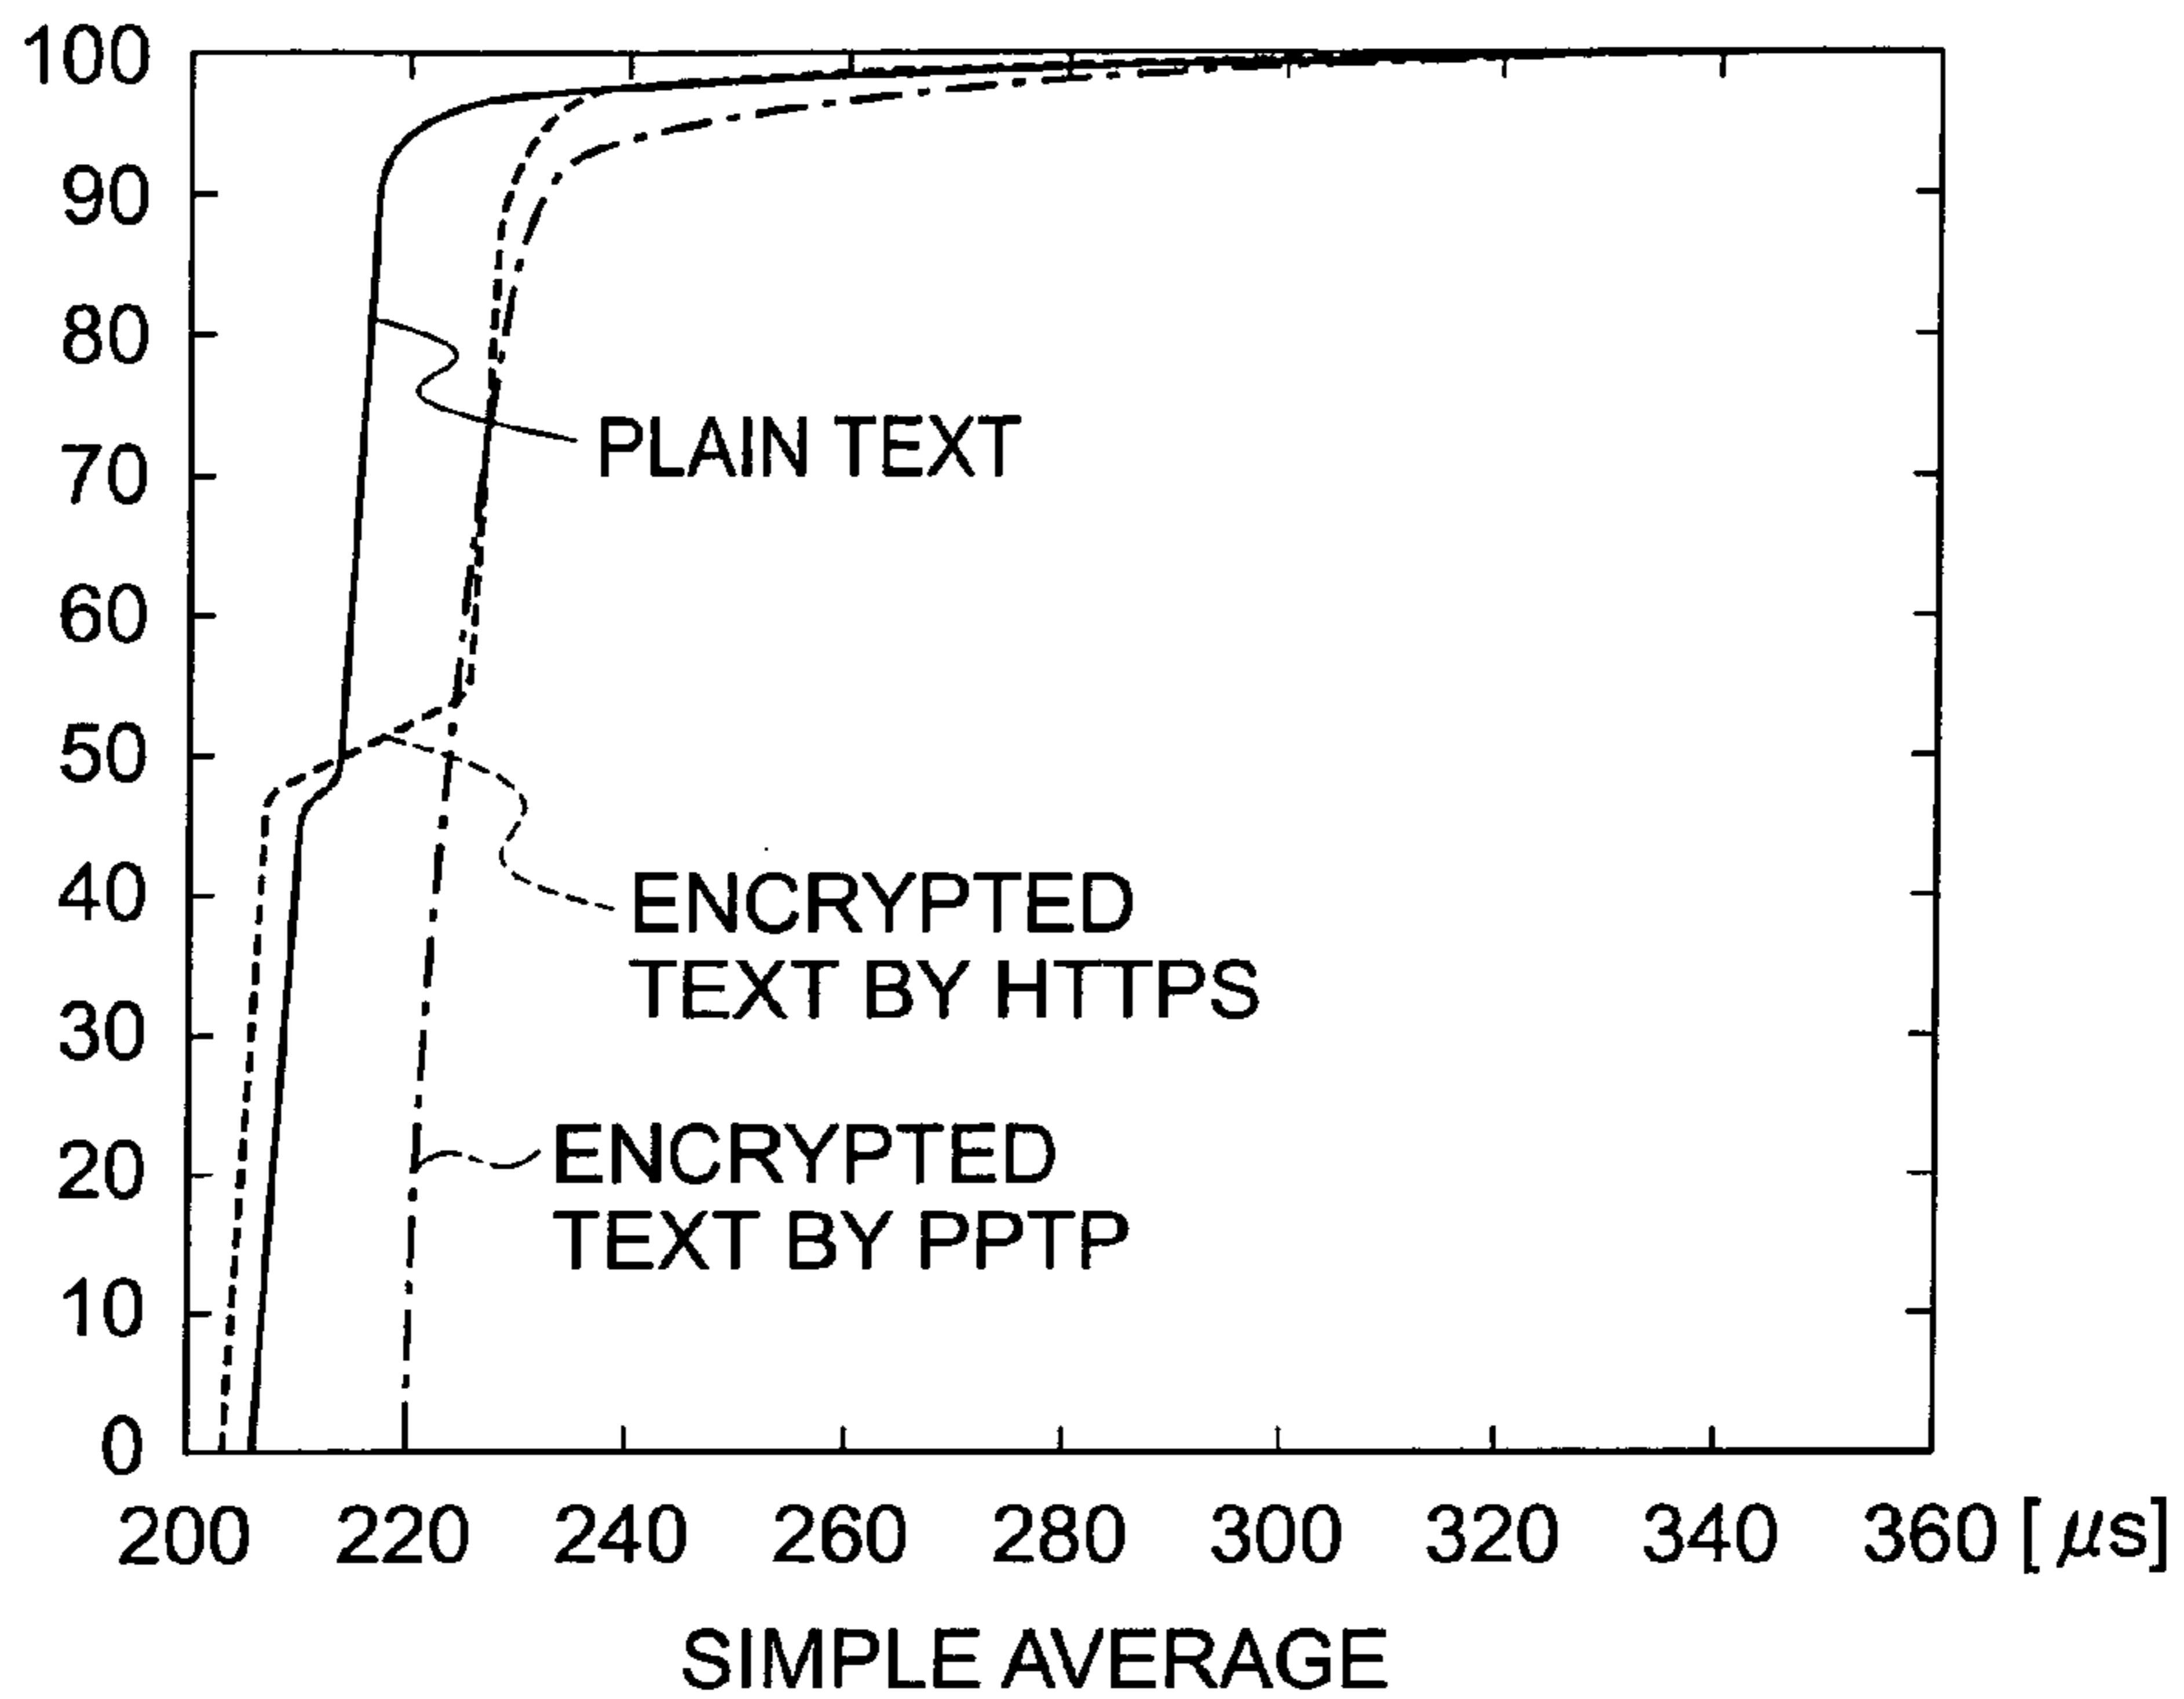 100
90
80
70
PLAIN TEXT
60
50
40
ENCRYPTED
TEXT BY HTTPS
30
20
ENCRYPTED
TEXT BY PPTP
10
0
200 220 240 260 280 300 320 340 360 [μs]
SIMPLE AVERAGE